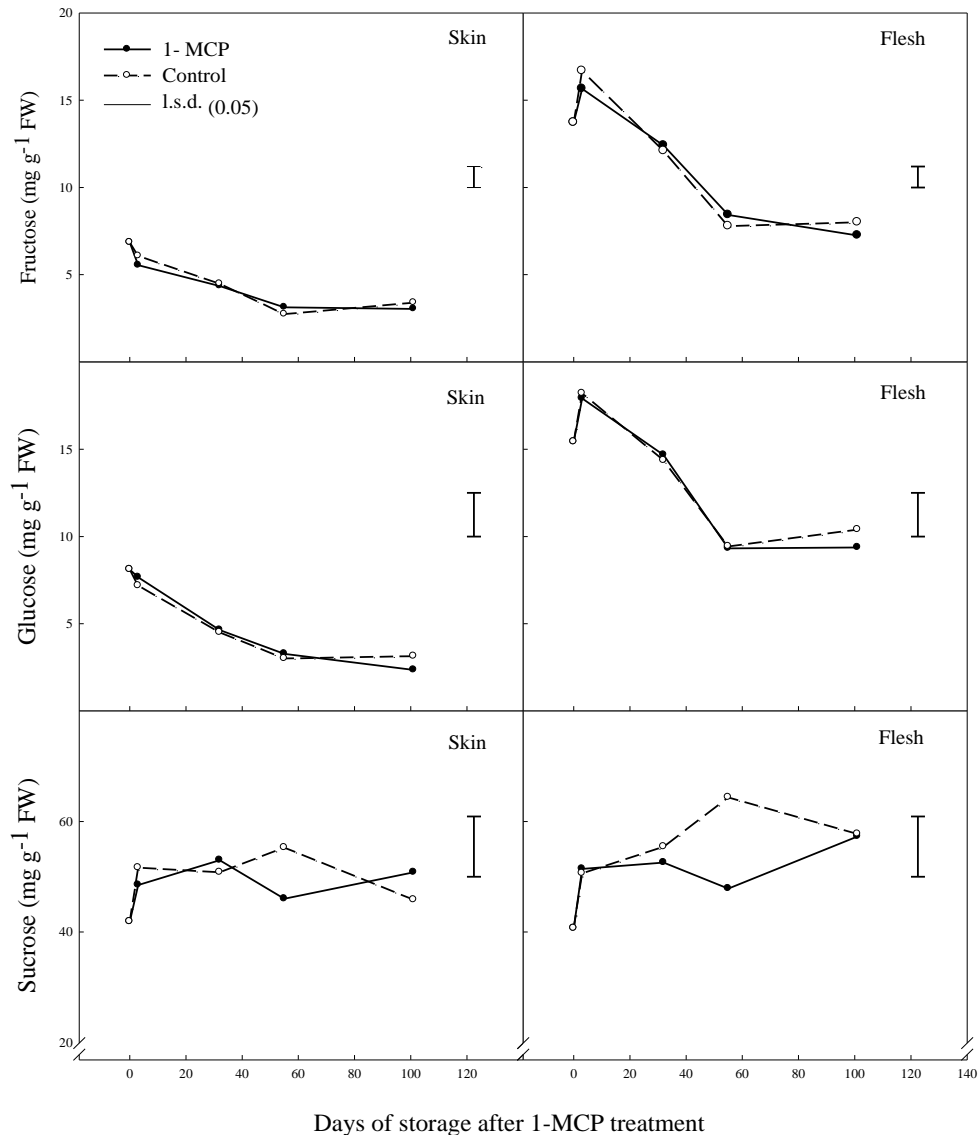 20
1- MCP
Control
l.s.d. (0.05)
Skin
Flesh
15
10
5
Fructose (mg g-1 FW)
Skin
Flesh
15
10
5
Glucose (mg g-1 FW)
Skin
Flesh
60
40
20
Sucrose (mg g-1 FW)
0 20 40 60 80 100 120 0 20 40 60 80 100 120 140
Days of storage after 1-MCP treatment